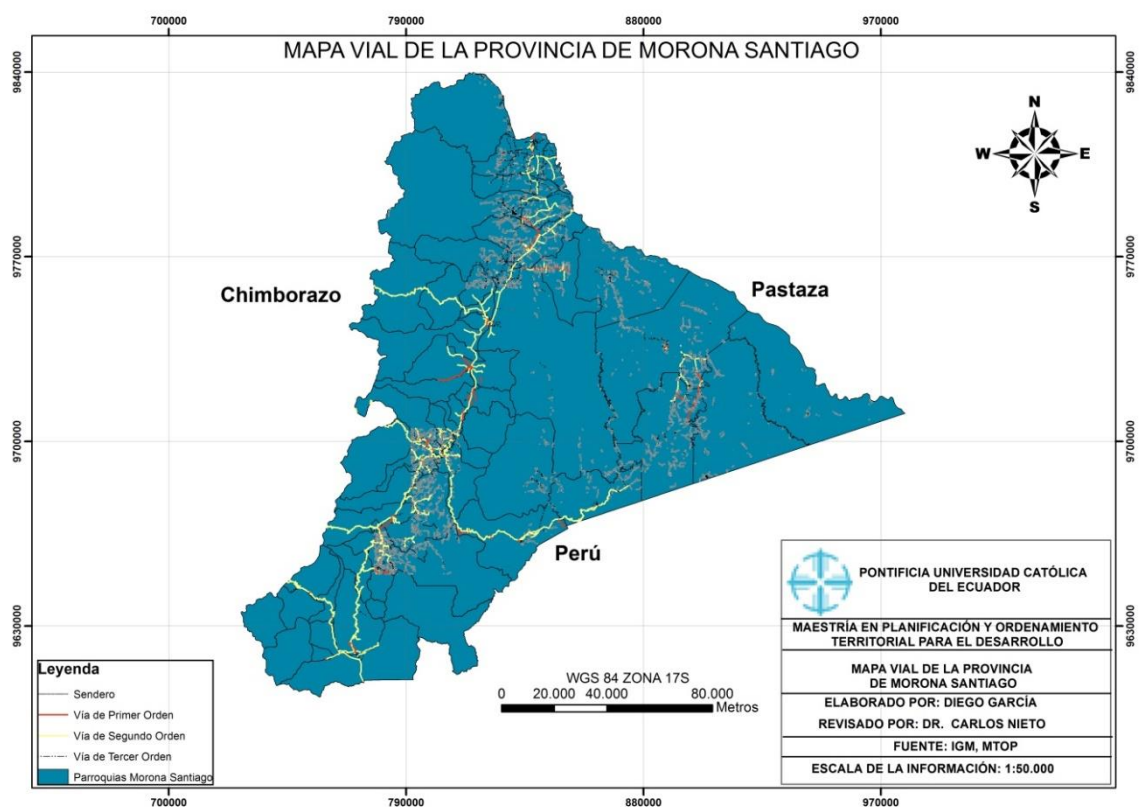 700000 790000 880000 970000
MAPA VIAL DE LA PROVINCIA DE MORONA SANTIAGO
9840000 9840000
N
W E
S
9770000 9770000
Chimborazo
Pastaza
9700000 9700000
Perú
PONTIFICIA UNIVERSIDAD CATÓLICA
DEL ECUADOR
9630000 9630000
MAESTRÍA EN PLANIFICACIÓN Y ORDENAMIENTO
TERRITORIAL PARA EL DESARROLLO
MAPA VIAL DE LA PROVINCIA
DE MORONA SANTIAGO
ELABORADO POR: DIEGO GARCÍA
REVISADO POR: DR. CARLOS NIETO
FUENTE: IGM, MTOP
ESCALA DE LA INFORMACIÓN: 1:50.000
Leyenda
Sendero
Vía de Primer Orden
Vía de Segundo Orden
Vía de Tercer Orden
Parroquias Morona Santiago
WGS 84 ZONA 17S
0 20.000 40.000 80.000
Metros
700000 790000 880000 970000